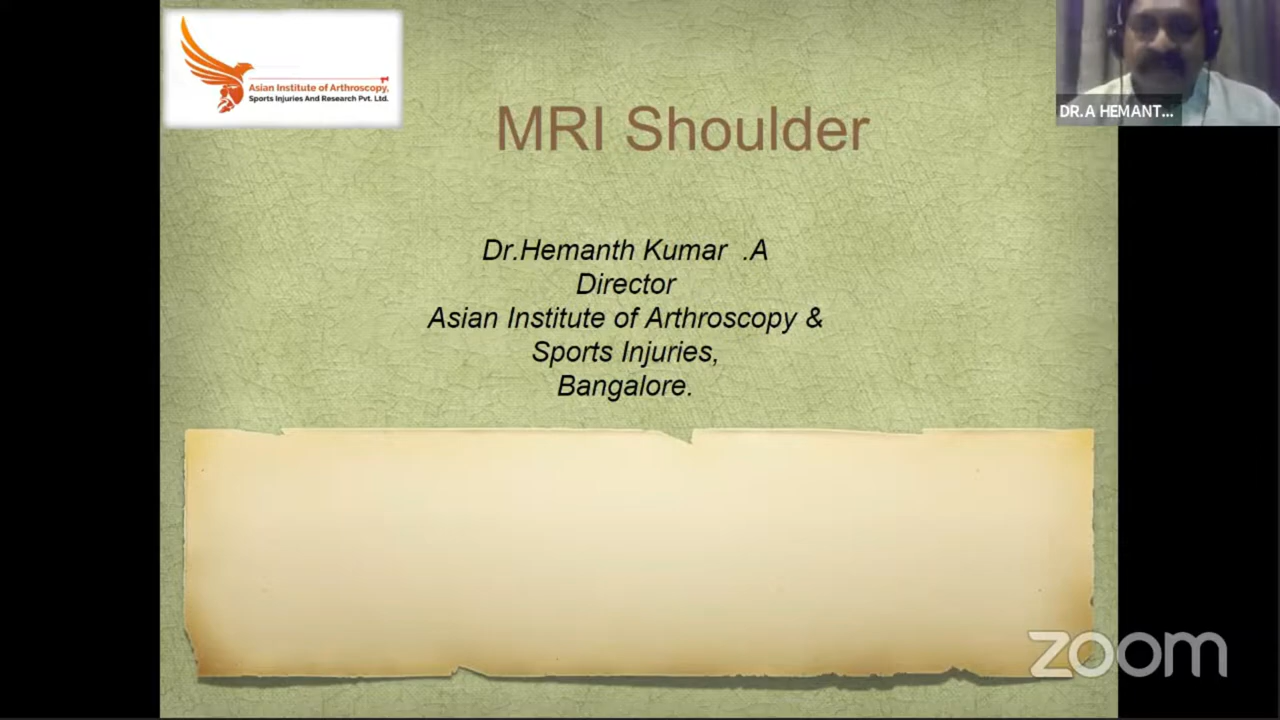 Asian Institute of Arthroscopy,
Sports Injuries And Research Pvt. Ltd.
DR.A HEMANT...
MRI Shoulder
Dr.Hemanth Kumar .A
Director
Asian Institute of Arthroscopy &
Sports Injuries,
Bangalore.
zoom